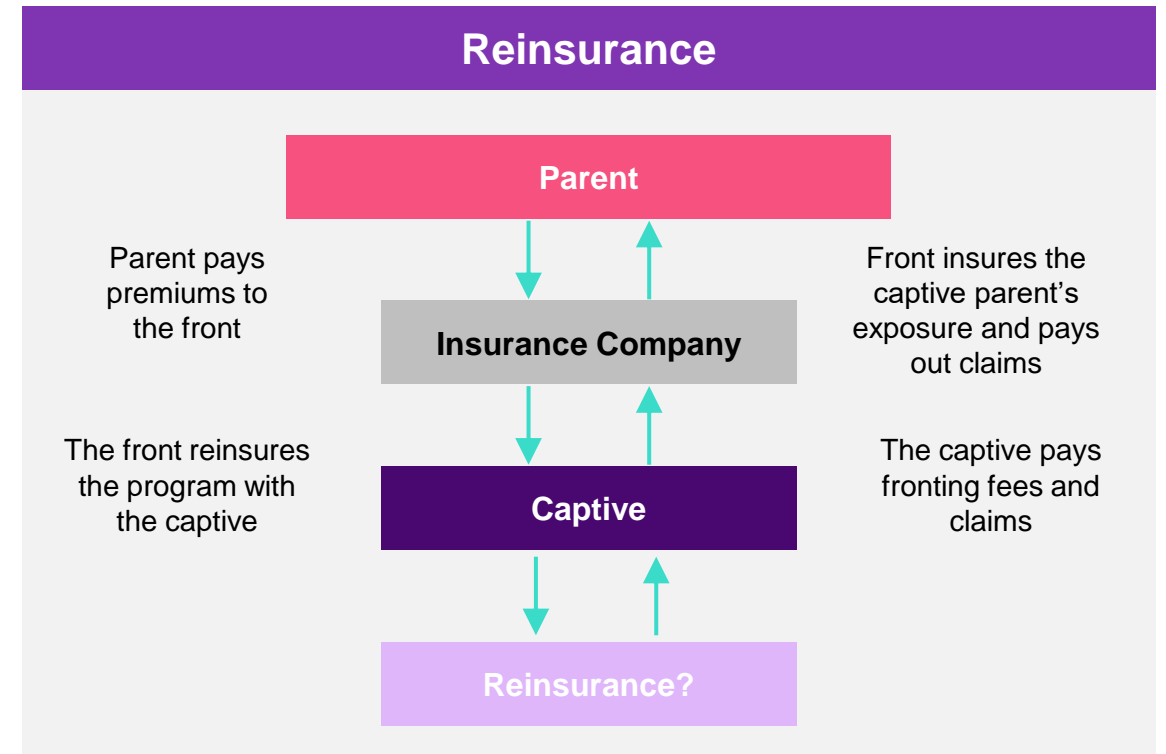 Reinsurance
Parent
Parent pays
premiums to
the front
Front insures the
captive parent’s
exposure and pays
out claims
Insurance Company
The front reinsures
the program with
the captive
The captive pays
fronting fees and
claims
Captive
Reinsurance?